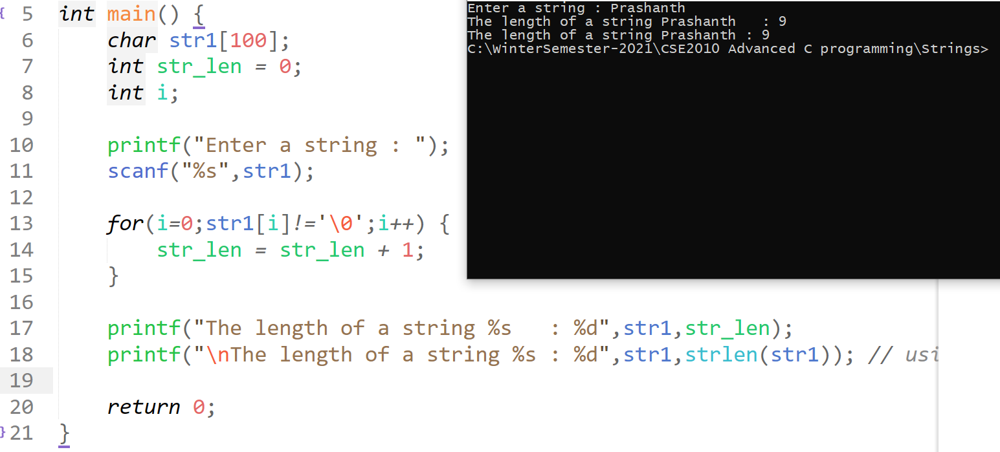 5 int main() {
6 char str1[100];
7 int str_len = 0;
8 int i;
9
10 printf("Enter a string : ");
11 scanf("%s",str1);
12
13 for(i=0;str1[i]!='\0';i++) {
14 str_len = str_len + 1;
15 }
16
17 printf("The length of a string %s   : %d",str1,str_len);
18 printf("\nThe length of a string %s : %d",str1,strlen(str1)); // usi
19
20 return 0;
21 }
Enter a string : Prashanth
The length of a string Prashanth   : 9
The length of a string Prashanth : 9
C:\WinterSemester-2021\CSE2010 Advanced C programming\Strings>